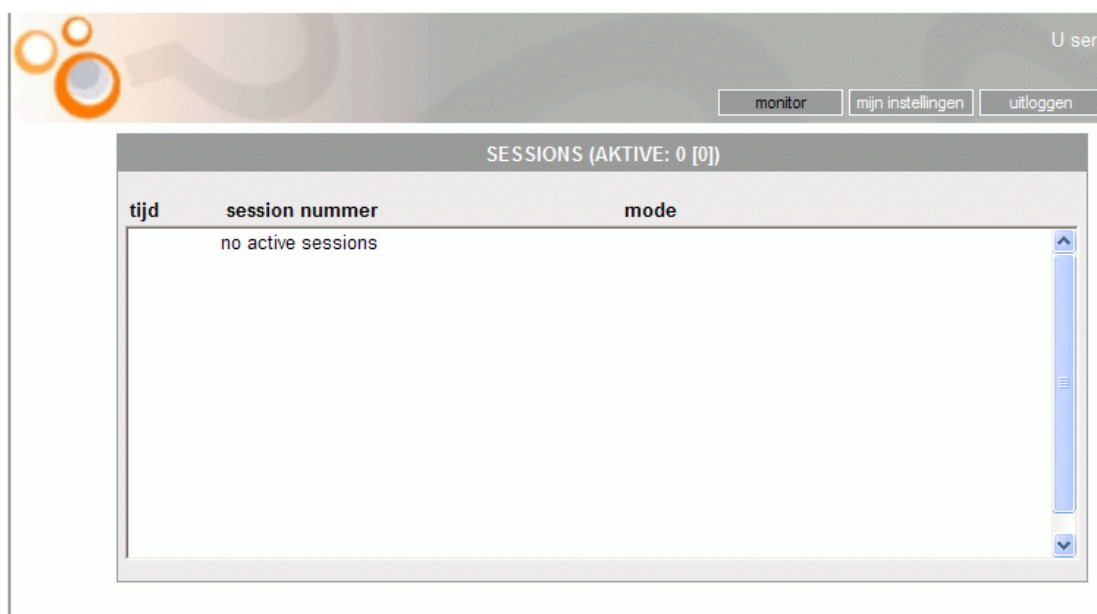 U ser
monitor mijn instellingen uitloggen
SESSIONS (AKTIVE: 0 [0])
tijd session nummer mode
no active sessions